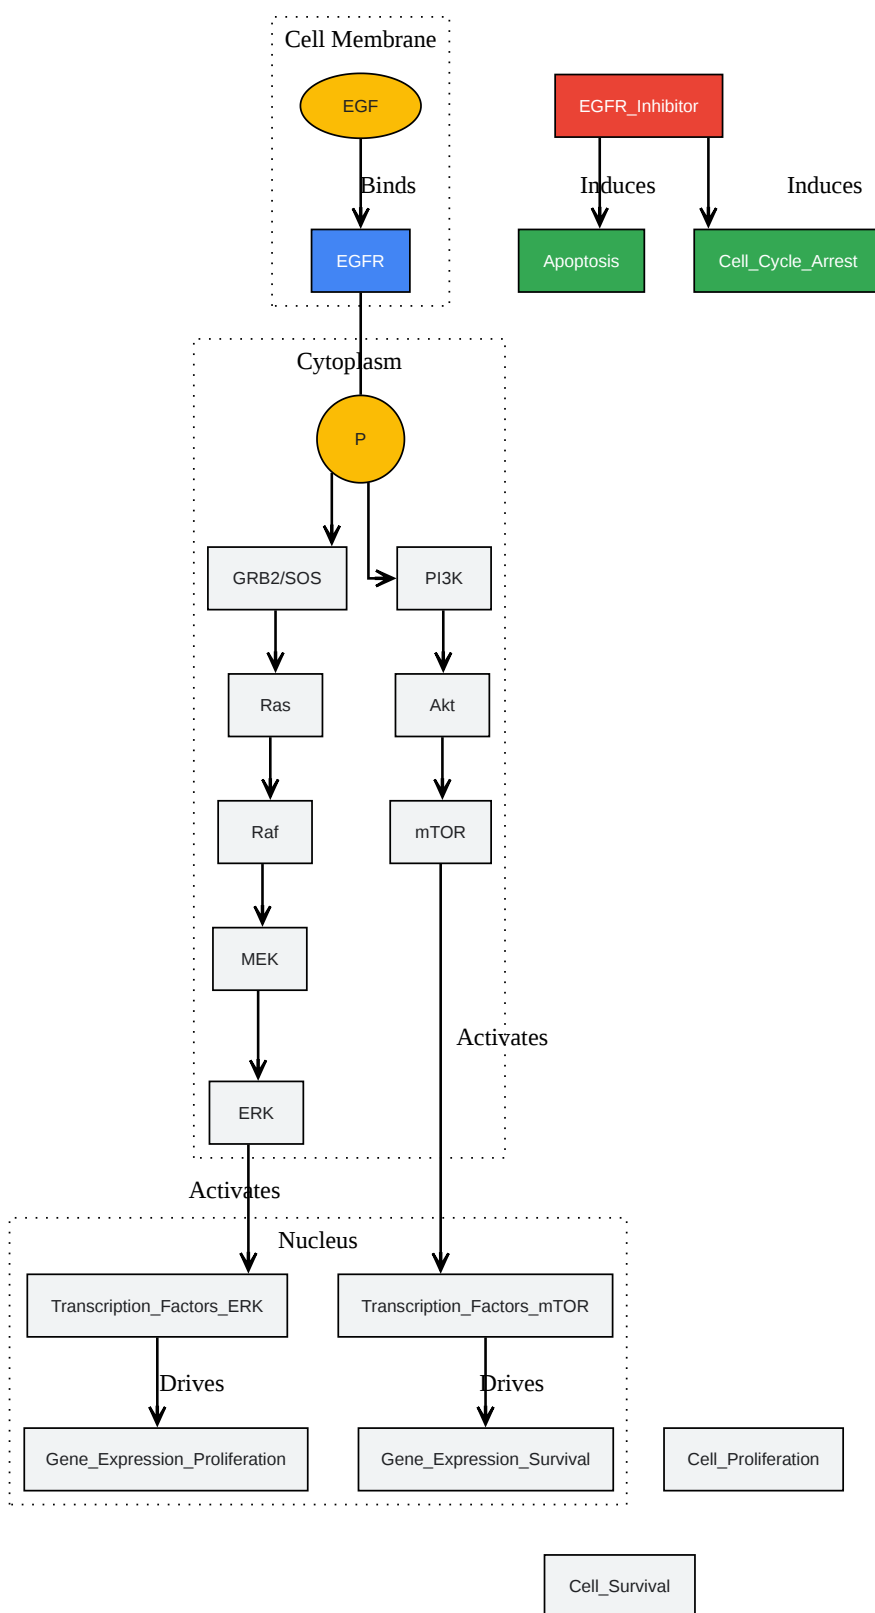 Cell Membrane
EGF
EGFR_Inhibitor
Binds
Induces
Induces
EGFR
Apoptosis
Cell_Cycle_Arrest
Cytoplasm
P
GRB2/SOS
PI3K
Ras
Akt
Raf
mTOR
MEK
Activates
ERK
Activates
Nucleus
Transcription_Factors_ERK
Transcription_Factors_mTOR
Drives
Drives
Gene_Expression_Proliferation
Gene_Expression_Survival
Cell_Proliferation
Cell_Survival